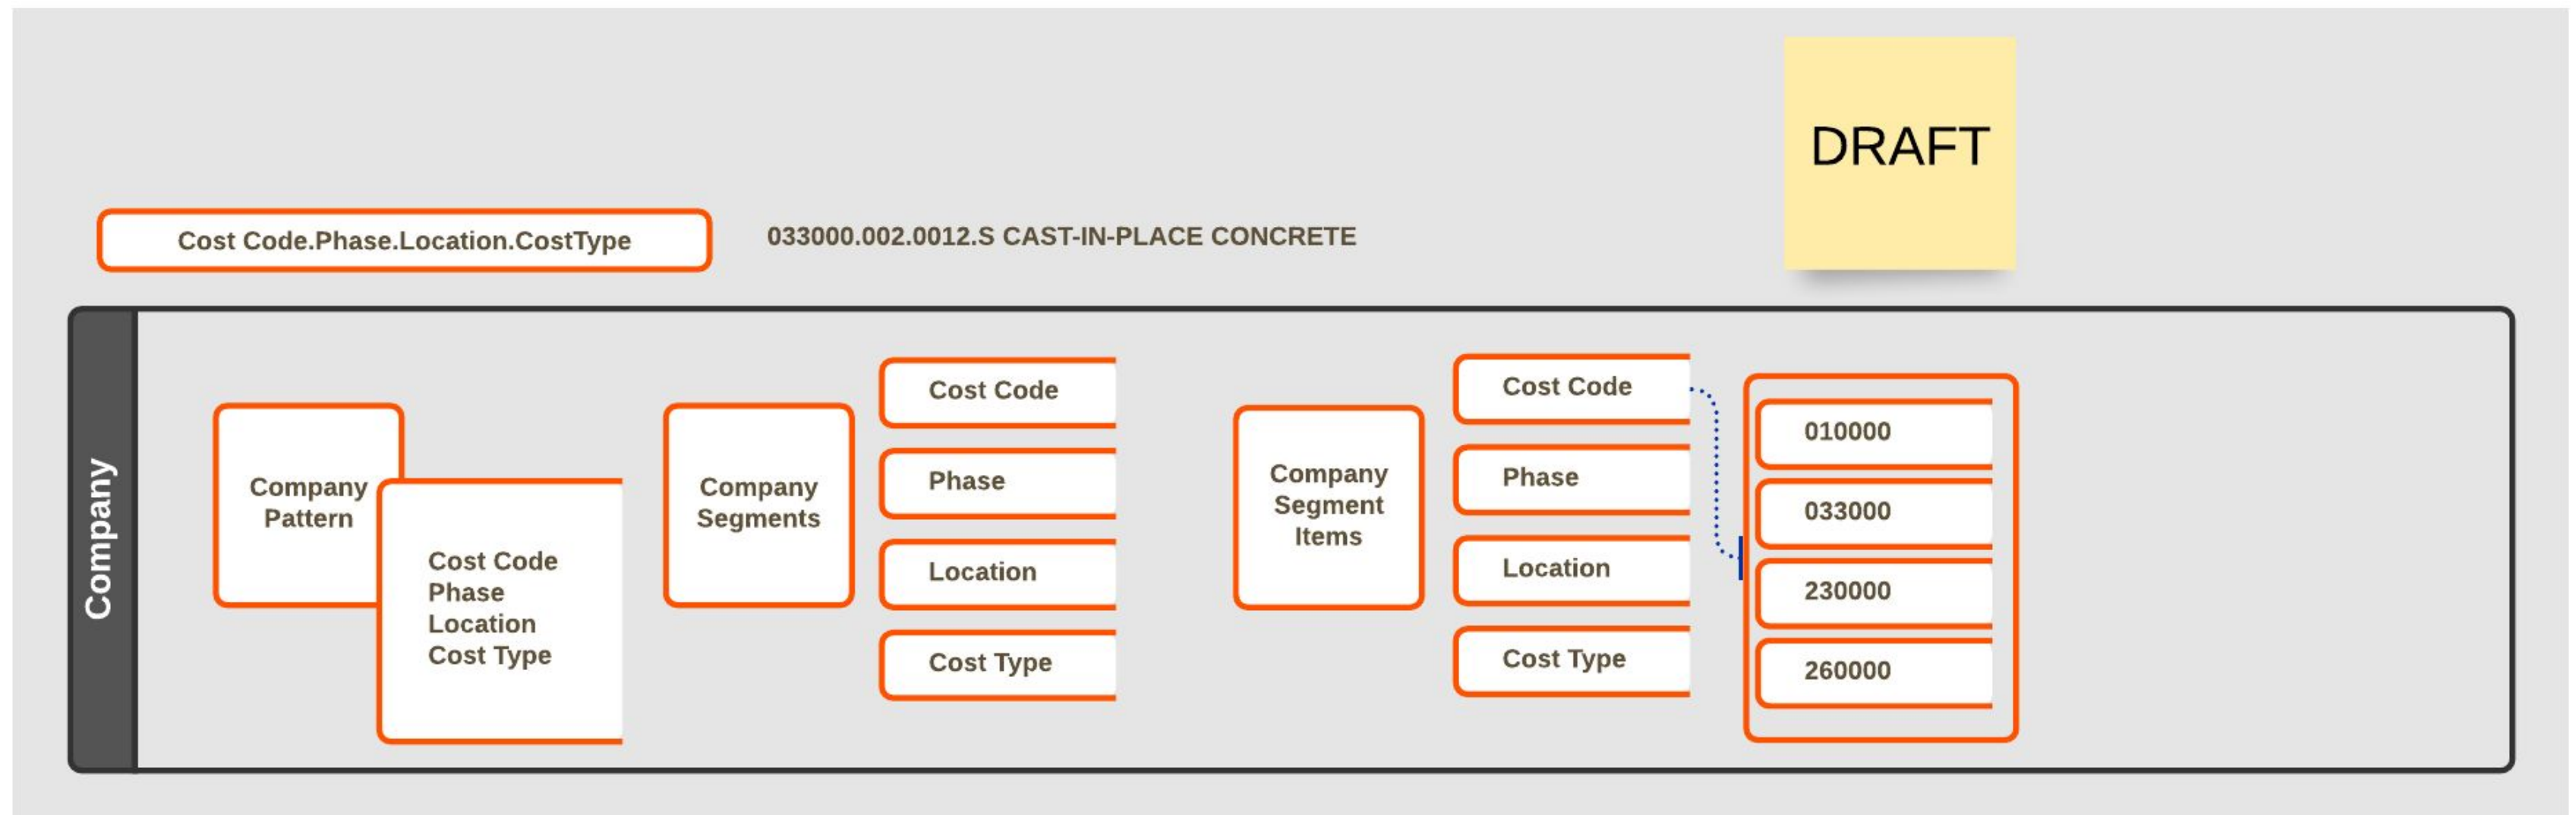 DRAFT
Cost Code.Phase.Location.CostType
033000.002.0012.S CAST-IN-PLACE CONCRETE
Company
Company
Pattern
Cost Code
Phase
Location
Cost Type
Company
Segments
Cost Code
Phase
Location
Cost Type
Company
Segment
Items
Cost Code
Phase
Location
Cost Type
010000
033000
230000
260000